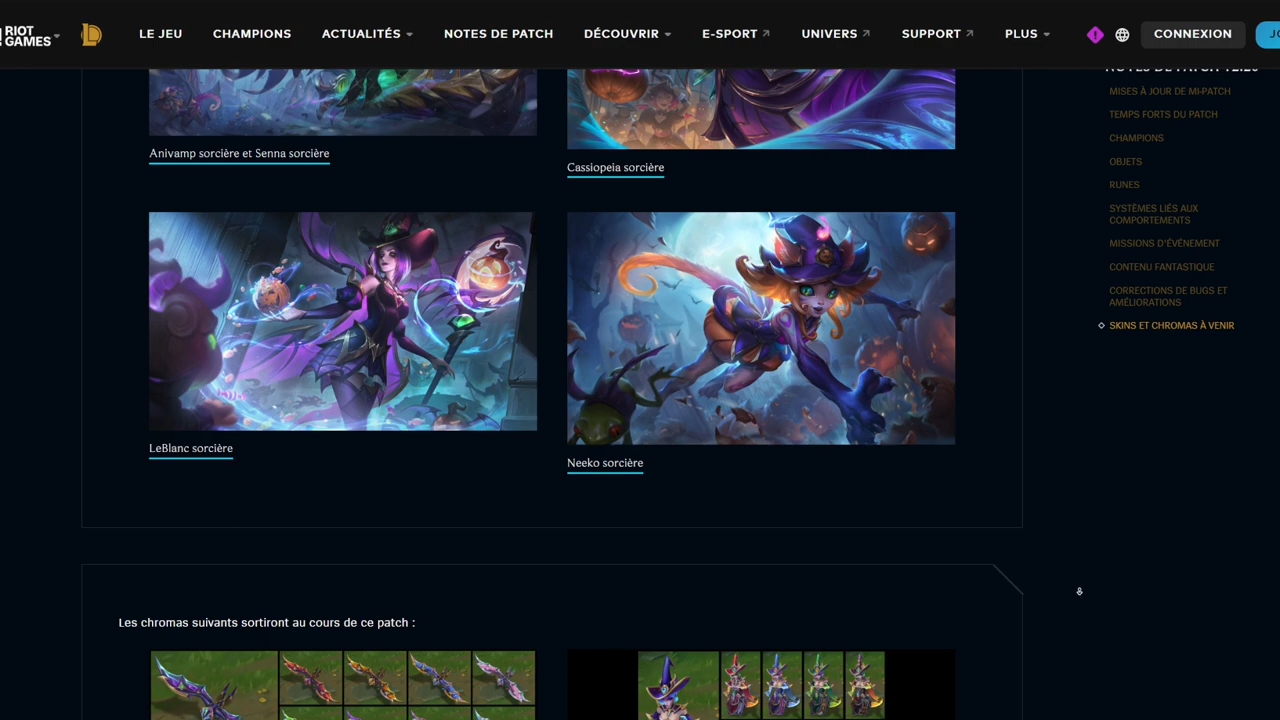 RIOT
GAMES
LE JEU
CHAMPIONS
ACTUALITÉS
NOTES DE PATCH
DÉCOUVRIR
E-SPORT
UNIVERS
SUPPORT
PLUS
CONNEXION
Anivamp sorcière et Senna sorcière
Cassiopeia sorcière
LeBlanc sorcière
Neeko sorcière
Les chromas suivants sortiront au cours de ce patch :
MISES À JOUR DE MI-PATCH
TEMPS FORTS DU PATCH
CHAMPIONS
OBJETS
RUNES
SYSTÈMES LIÉS AUX
COMPORTEMENTS
MISSIONS D'ÉVÉNEMENT
CONTENU FANTASTIQUE
CORRECTIONS DE BUGS ET
AMÉLIORATIONS
SKINS ET CHROMAS À VENIR